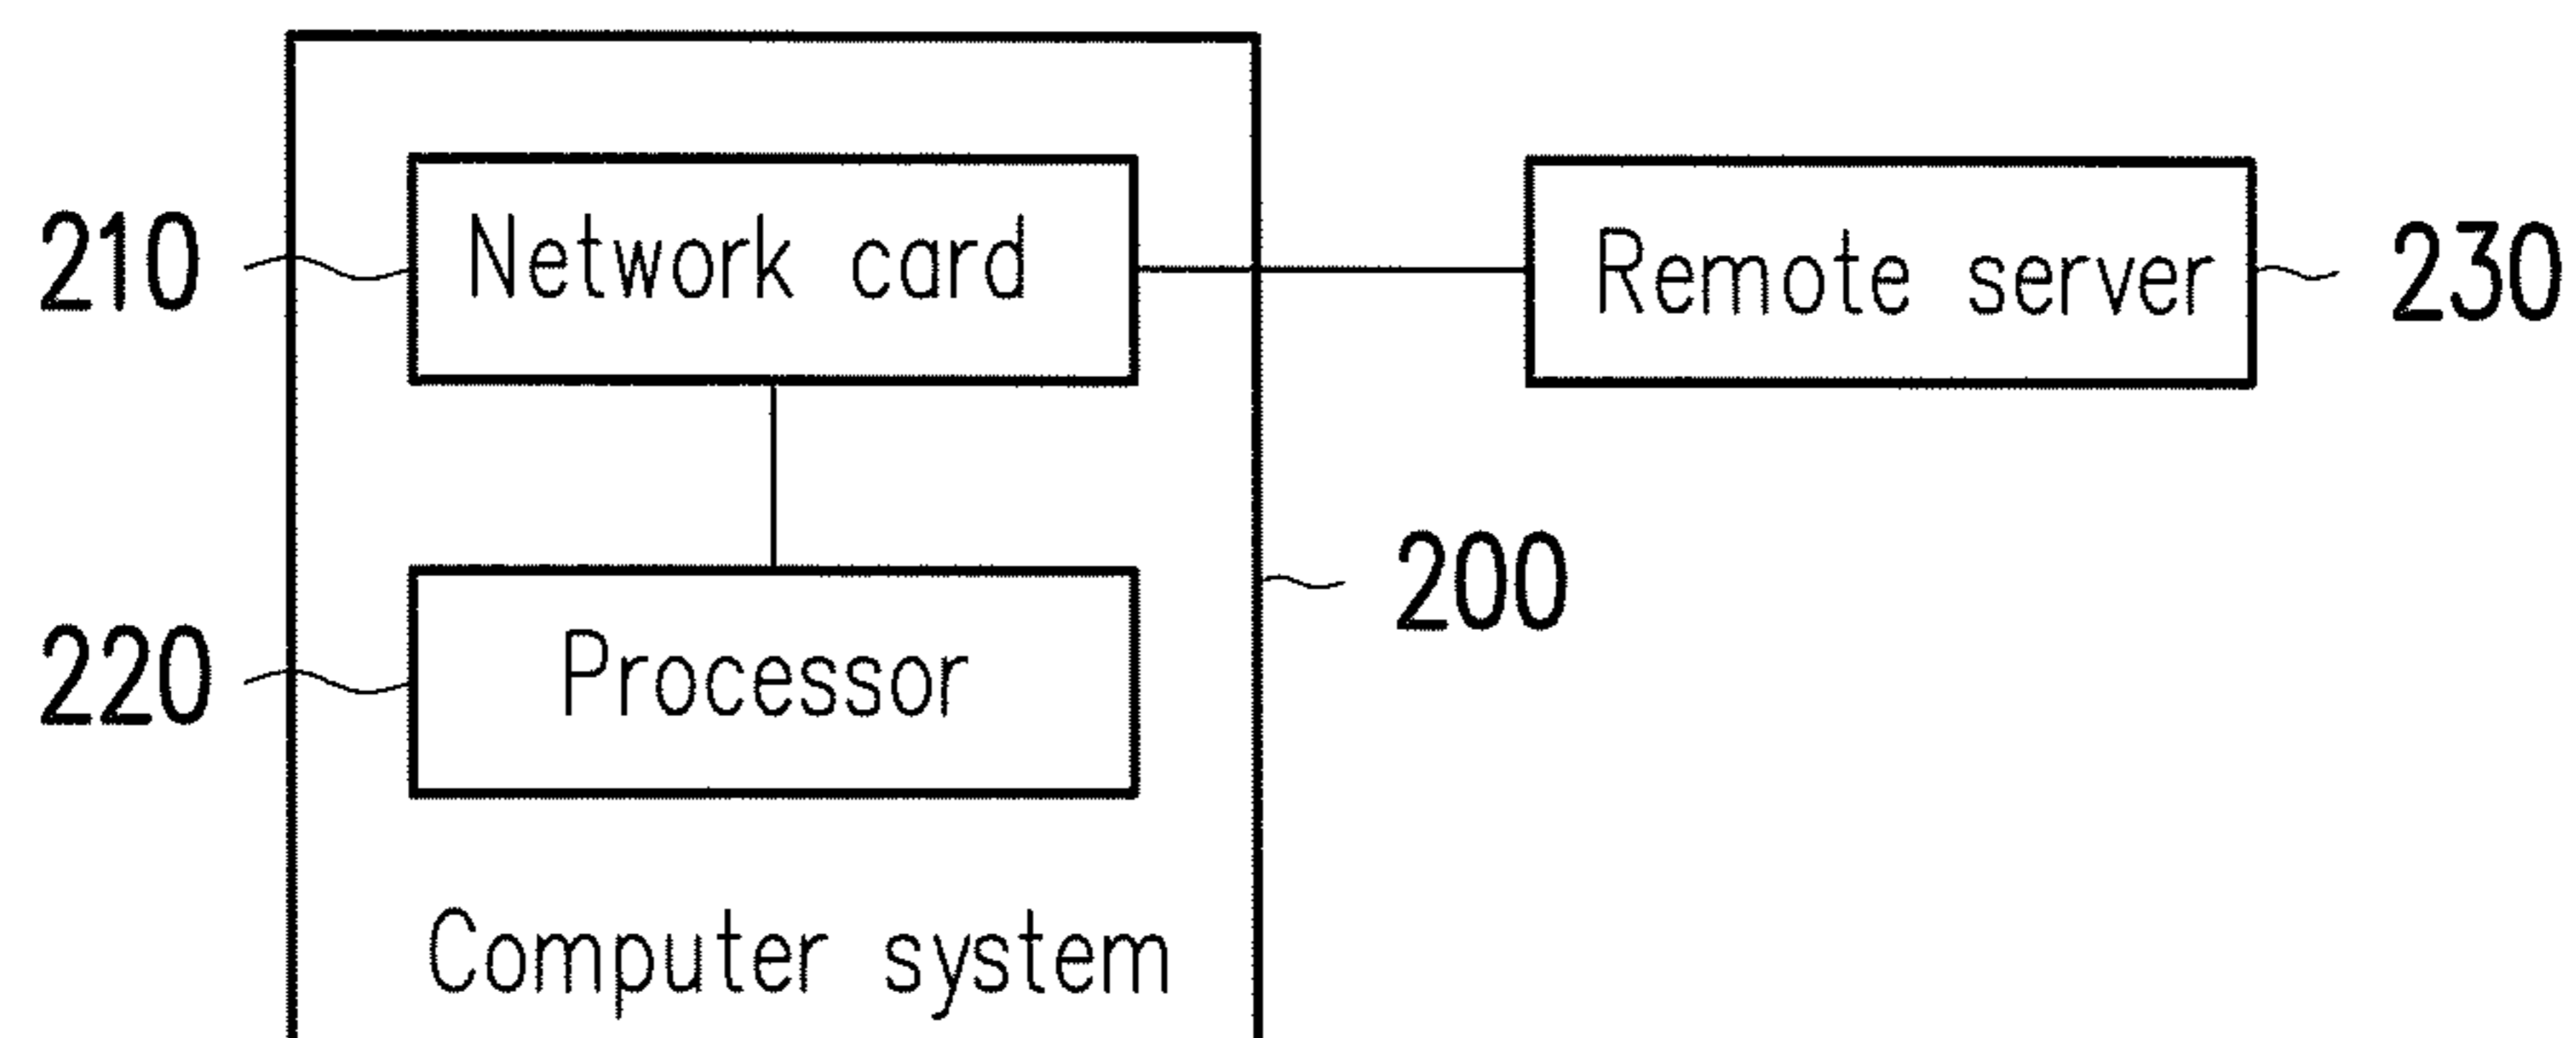 210
Network card
Remote server
230
200
220
Processor
Computer system